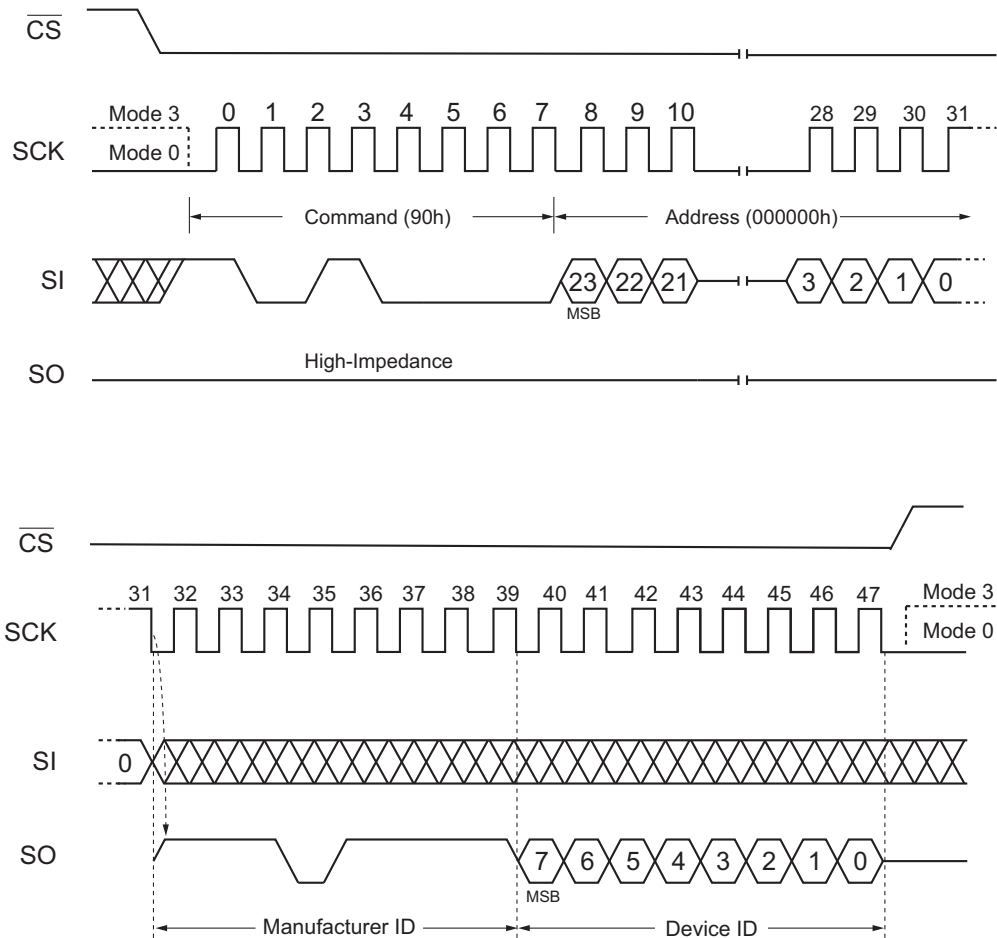 CS
Mode 3 0 1 2 3 4 5 6 7 8 9 10 28 29 30 31
SCK
Mode 0
Command (90h) Address (000000h)
SI 23 22 21 3 2 1 0
MSB
High-Impedance
SO
CS
31 32 33 34 35 36 37 38 39 40 41 42 43 44 45 46 47 Mode 3
SCK Mode 0
SI 0
SO 7 6 5 4 3 2 1 0
MSB
Manufacturer ID Device ID